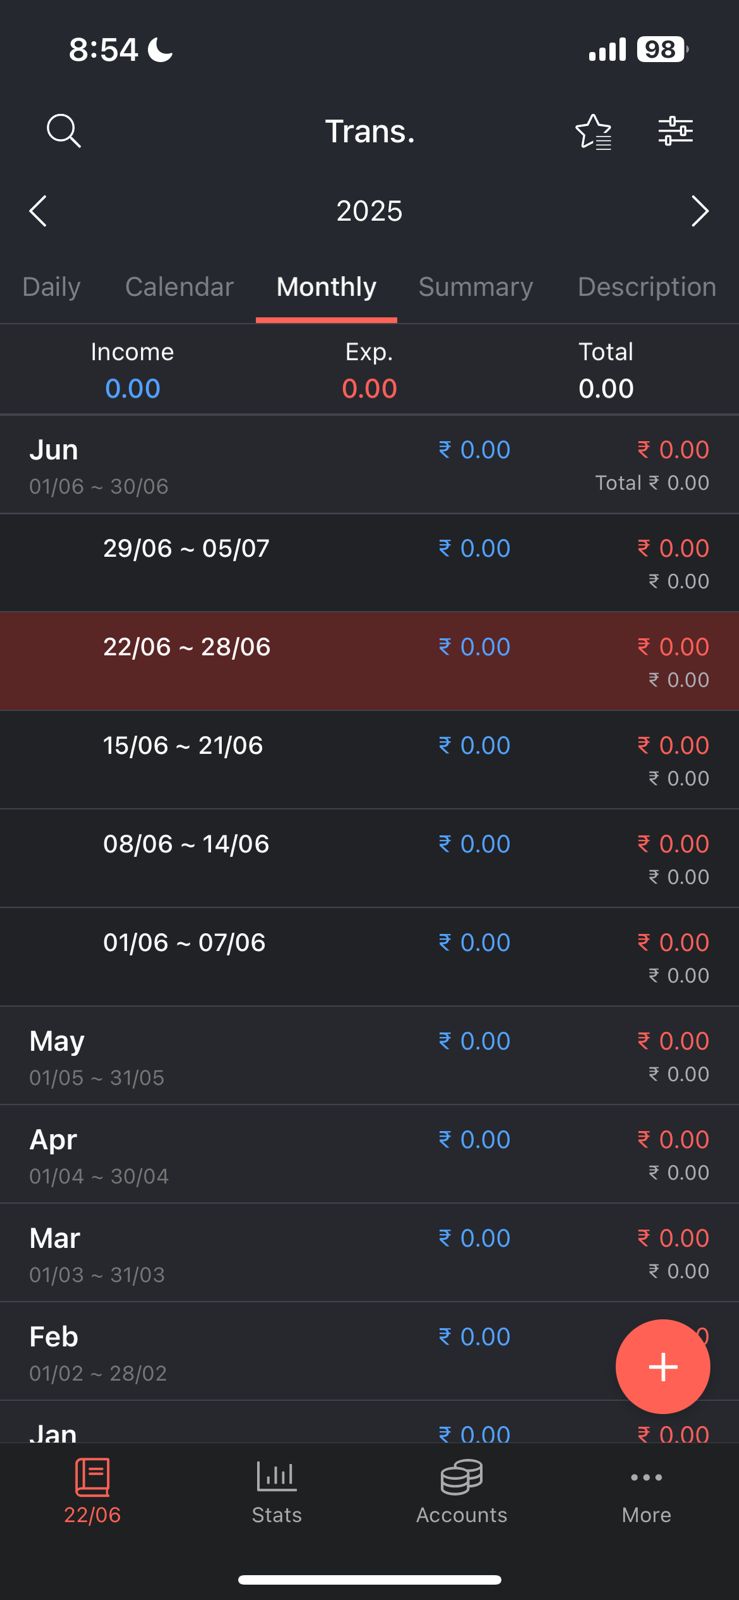 8:54 98
Trans.
2025
Daily Calendar Monthly Summary Description
Income Exp. Total
0.00 0.00 0.00
Jun ₹ 0.00 ₹ 0.00
01/06 ~ 30/06 Total ₹ 0.00
29/06 ~ 05/07 ₹ 0.00 ₹ 0.00
₹ 0.00
22/06 ~ 28/06 ₹ 0.00 ₹ 0.00
₹ 0.00
15/06 ~ 21/06 ₹ 0.00 ₹ 0.00
₹ 0.00
08/06 ~ 14/06 ₹ 0.00 ₹ 0.00
₹ 0.00
01/06 ~ 07/06 ₹ 0.00 ₹ 0.00
₹ 0.00
May ₹ 0.00 ₹ 0.00
01/05 ~ 31/05 ₹ 0.00
Apr ₹ 0.00 ₹ 0.00
01/04 ~ 30/04 ₹ 0.00
Mar ₹ 0.00 ₹ 0.00
01/03 ~ 31/03 ₹ 0.00
Feb ₹ 0.00
01/02 ~ 28/02
Jan ₹ 0.00 ₹ 0.00
22/06 Stats Accounts More